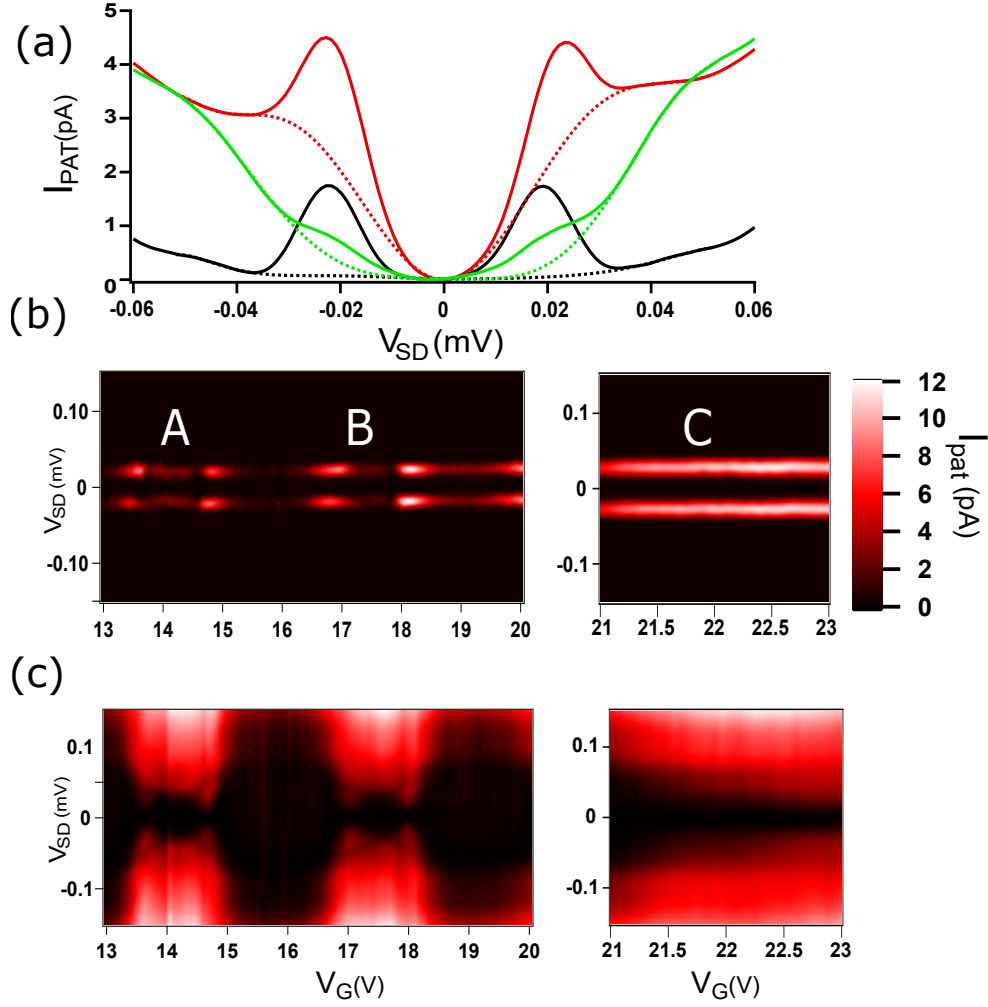 (a)
I_PAT(pA)
5
4
3
2
1
0
-0.06 -0.04 -0.02 0 0.02 0.04 0.06
V_SD (mV)
(b)
A B C
V_SD (mV)
0.10
0
-0.10
13 14 15 16 17 18 19 20
0.1
0
-0.1
21 21.5 22 22.5 23
12
10
8
6
4
2
0
I_pat (pA)
(c)
V_SD (mV)
0.1
0
-0.1
13 14 15 16 17 18 19 20
V_G(V)
0.1
0
-0.1
21 21.5 22 22.5 23
V_G(V)